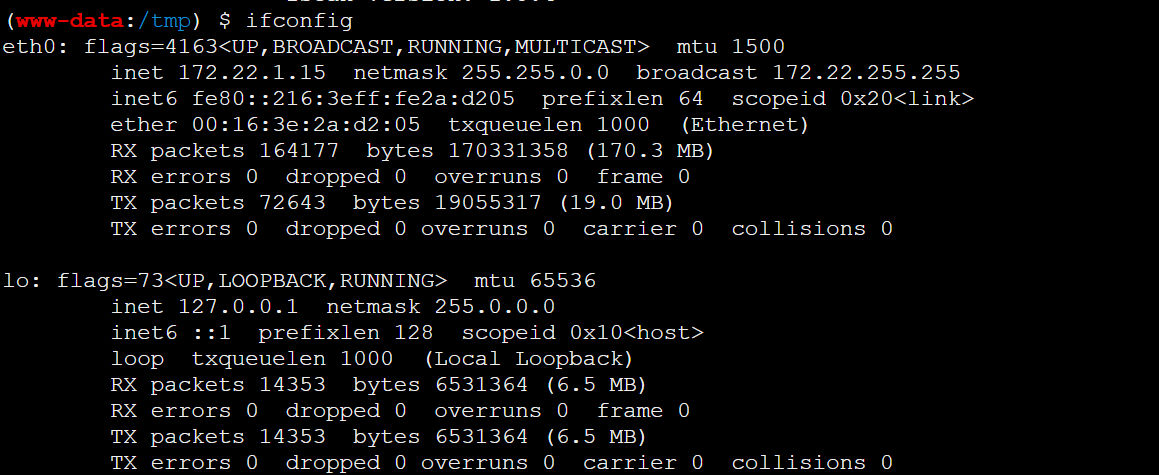 (www-data:/tmp) $ ifconfig
eth0: flags=4163<UP,BROADCAST,RUNNING,MULTICAST>  mtu 1500
        inet 172.22.1.15  netmask 255.255.0.0  broadcast 172.22.255.255
        inet6 fe80::216:3eff:fe2a:d205  prefixlen 64  scopeid 0x20<link>
        ether 00:16:3e:2a:d2:05  txqueuelen 1000  (Ethernet)
        RX packets 164177  bytes 170331358 (170.3 MB)
        RX errors 0  dropped 0  overruns 0  frame 0
        TX packets 72643  bytes 19055317 (19.0 MB)
        TX errors 0  dropped 0 overruns 0  carrier 0  collisions 0

lo: flags=73<UP,LOOPBACK,RUNNING>  mtu 65536
        inet 127.0.0.1  netmask 255.0.0.0
        inet6 ::1  prefixlen 128  scopeid 0x10<host>
        loop  txqueuelen 1000  (Local Loopback)
        RX packets 14353  bytes 6531364 (6.5 MB)
        RX errors 0  dropped 0  overruns 0  frame 0
        TX packets 14353  bytes 6531364 (6.5 MB)
        TX errors 0  dropped 0 overruns 0  carrier 0  collisions 0